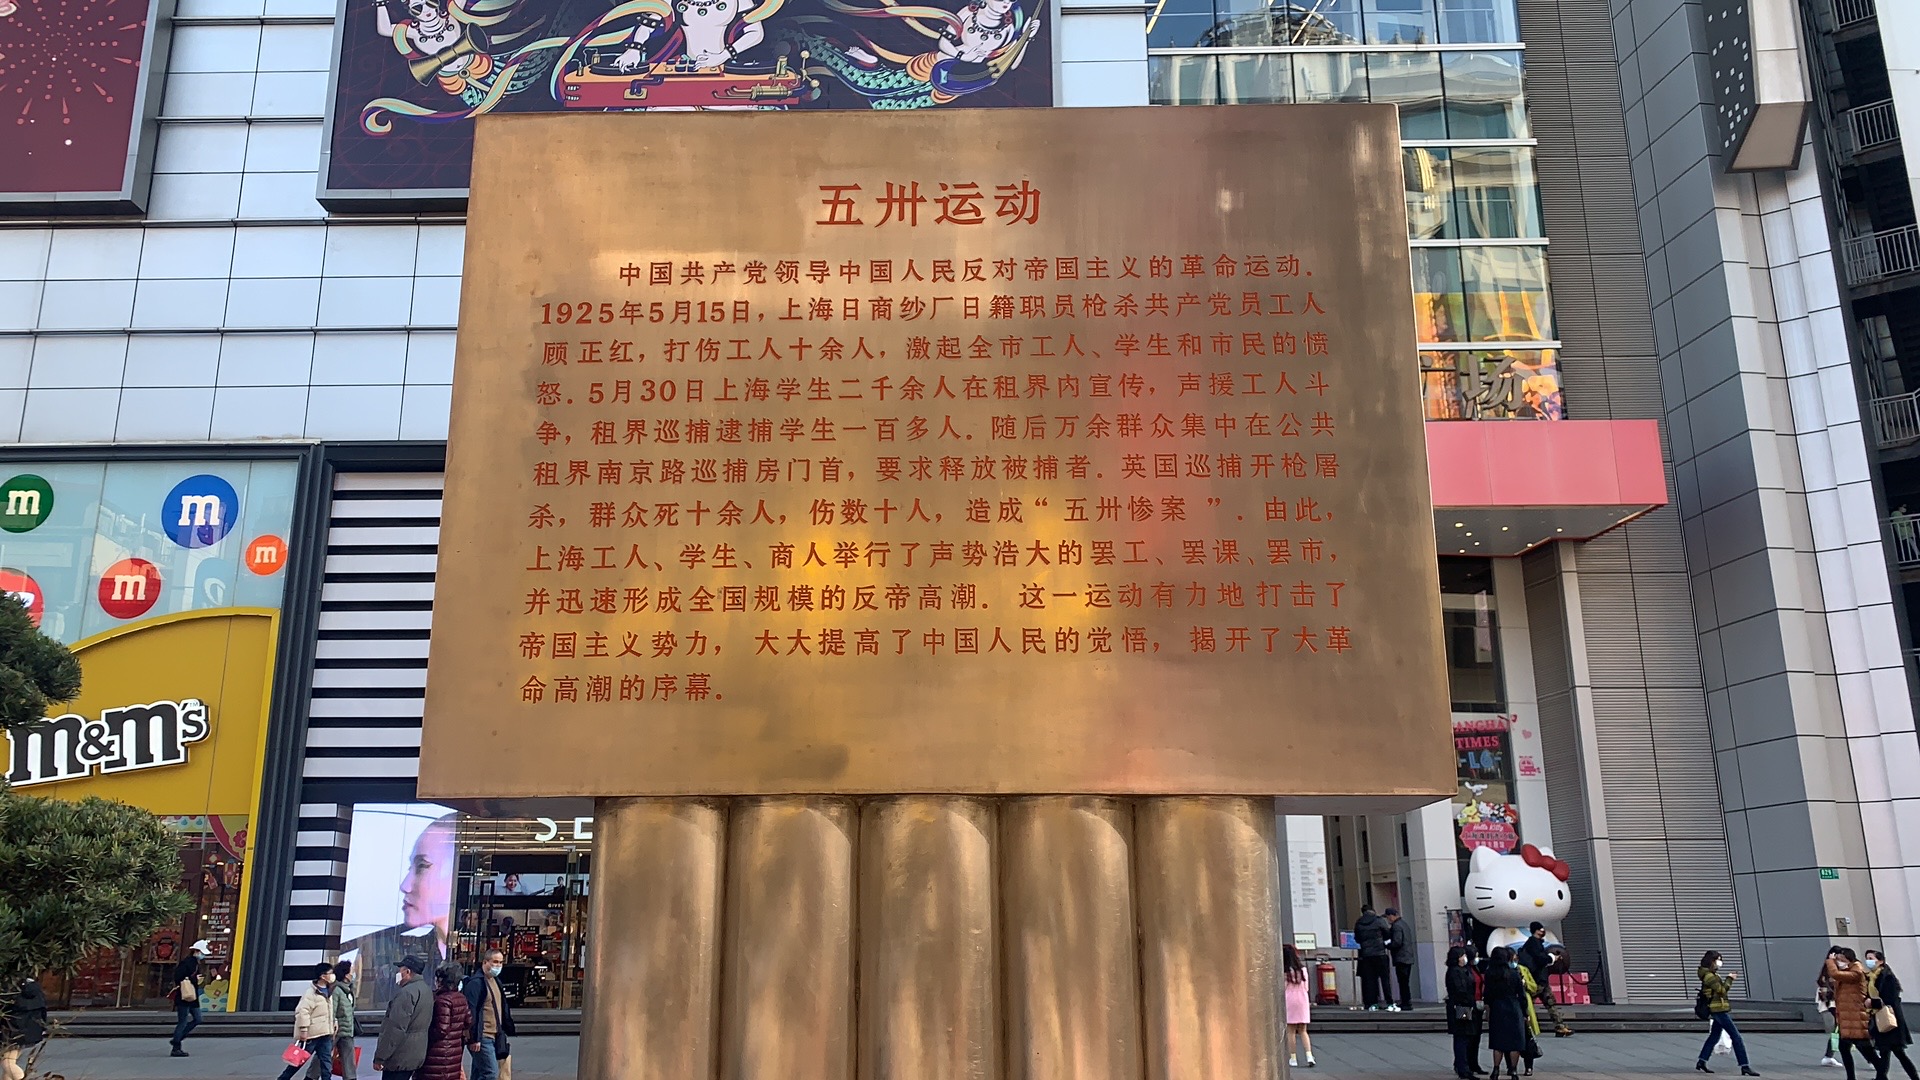 五卅运动
中国共产党领导中国人民反对帝国主义的革命运动.
1925年5月15日,上海日商纱厂日籍职员枪杀共产党员工人
顾正红,打伤工人十余人,激起全市工人、学生和市民的愤
怒.5月30日上海学生二千余人在租界内宣传,声援工人斗
争,租界巡捕逮捕学生一百多人.随后万余群众集中在公共
租界南京路巡捕房门首,要求释放被捕者.英国巡捕开枪屠
杀,群众死十余人,伤数十人,造成“五卅惨案”.由此,
上海工人、学生、商人举行了声势浩大的罢工、罢课、罢市,
并迅速形成全国规模的反帝高潮.这一运动有力地打击了
帝国主义势力,大大提高了中国人民的觉悟,揭开了大革
命高潮的序幕.
m
m
m
m
m&m's
TIMES
Hello Kitty
829